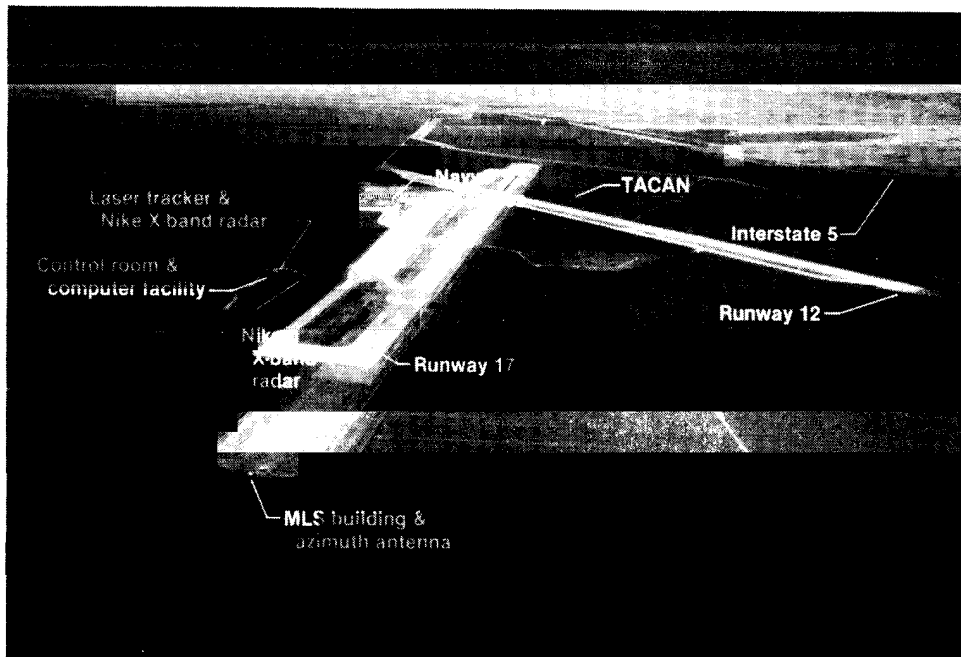 TACAN
Laser tracker &
Nike X-band radar
Interstate 5
Control room &
computer facility
Runway 12
X-band
radar
Runway 17
MLS building &
azimuth antenna